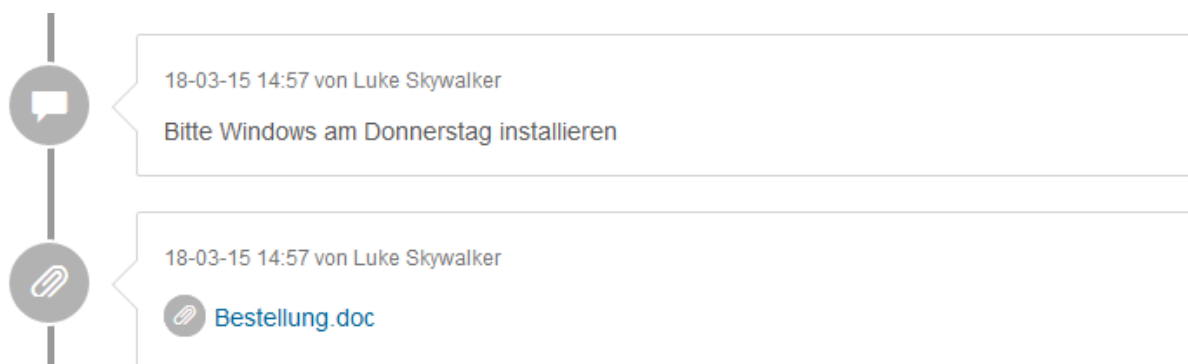 18-03-15 14:57 von Luke Skywalker
Bitte Windows am Donnerstag installieren
18-03-15 14:57 von Luke Skywalker
Bestellung.doc